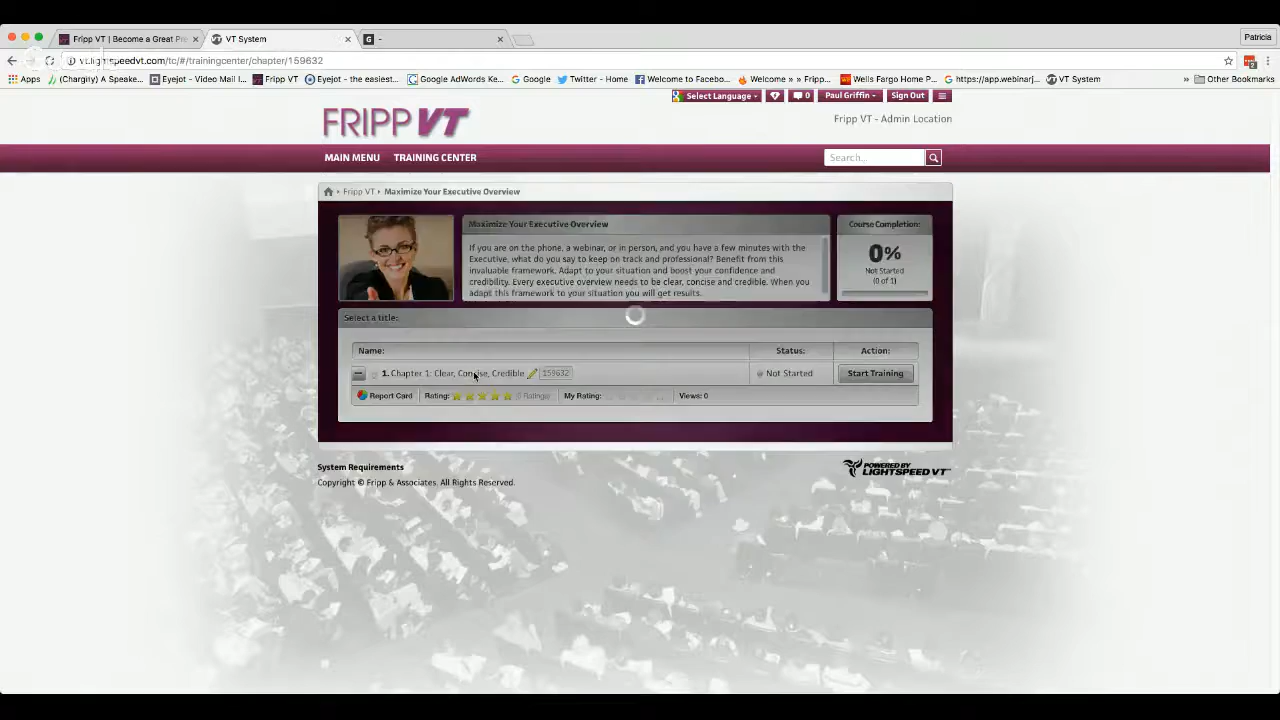 Fripp VT | Become a Great Pre
VT System
G -
Patricia
vt.lightspeedvt.com/tc/#/trainingcenter/chapter/159632
Apps
(Chargify) A Speake...
Eyejot - Video Mail I...
Fripp VT
Eyejot - the easiest...
Google AdWords Ke...
Google
Twitter - Home
Welcome to Facebo...
Welcome » » Fripp...
Wells Fargo Home P...
https://app.webinarj...
VT System
»
Other Bookmarks
Select Language
0
Paul Griffin
Sign Out
FRIPP VT
Fripp VT - Admin Location
MAIN MENU
TRAINING CENTER
Search...
Fripp VT
Maximize Your Executive Overview
Maximize Your Executive Overview
If you are on the phone, a webinar, or in person, and you have a few minutes with the
Executive, what do you say to keep on track and professional? Benefit from this
invaluable framework. Adapt to your situation and boost your confidence and
credibility. Every executive overview needs to be clear, concise and credible. When you
adapt this framework to your situation you will get results.
Course Completion:
0%
Not Started
(0 of 1)
Select a title:
Name:
Status:
Action:
1. Chapter 1: Clear, Concise, Credible
159632
Not Started
Start Training
Report Card
Rating:
(0 Ratings)
My Rating:
Views: 0
System Requirements
Copyright © Fripp & Associates. All Rights Reserved.
POWERED BY
LIGHTSPEED VT